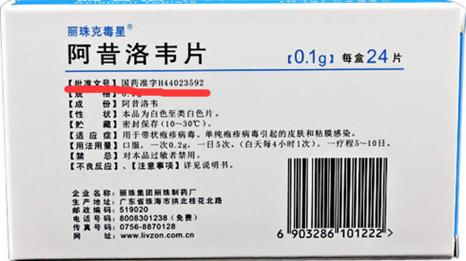 丽珠克毒星®
阿昔洛韦片
【0.1g】每盒24片
【批准文号】国药准字H44023592
【规 格】0.1g
【成 份】阿昔洛韦
【性 状】本品为白色至类白色片。
【贮 藏】密封保存(10~30℃)
【适 应 症】用于带状疱疹病毒、单纯疱疹病毒引起的皮肤和粘膜感染。
【用法用量】口服。一次0.2g,一日5次,(白天每4小时1次),一疗程5~10日。
【禁 忌】对本品过敏者禁用。
【不良反应】、【注意事项】详见说明书。
丽珠集团丽珠制药厂
生产地址:广东省珠海市拱北桂花北路
邮政编码:519020
电话号码:8008301238(免费)
传真号码:0756-8870128
网 址:www.livzon.com.cn
6 903286 101222 >